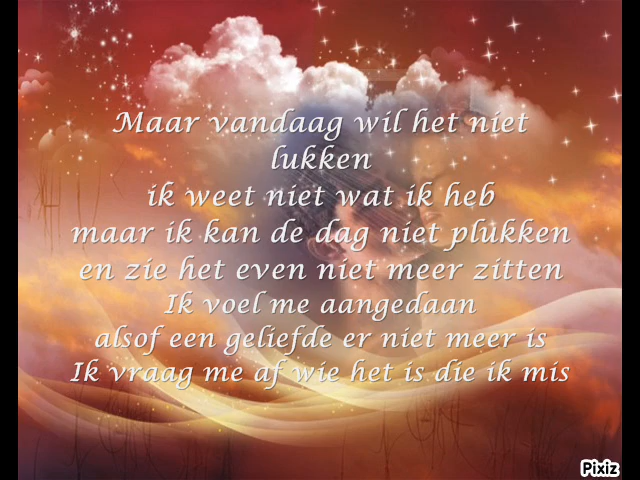 Maar vandaag wil het niet
lukken
ik weet niet wat ik heb
maar ik kan de dag niet plukken
en zie het even niet meer zitten
Ik voel me aangedaan
alsof een geliefde er niet meer is
Ik vraag me af wie het is die ik mis
Pixiz